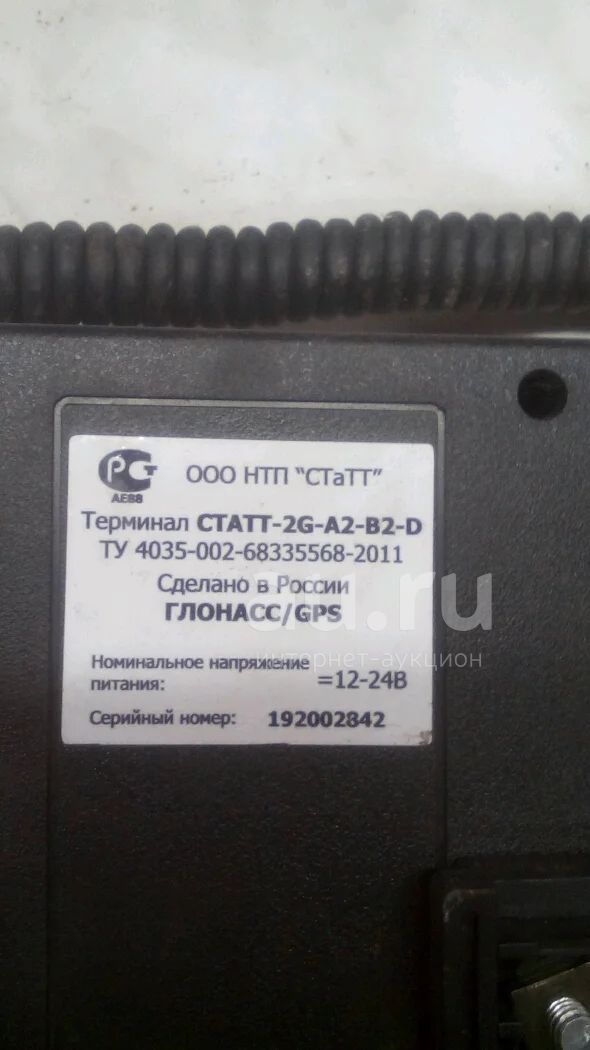 РСТ
АЕ88
ООО НТП "СТаТТ"
Терминал СТАТТ-2G-A2-B2-D
ТУ 4035-002-68335568-2011
Сделано в России
ГЛОНАСС/GPS
au.ru
интернет-аукцион
Номинальное напряжение
питания: =12-24В
Серийный номер: 192002842